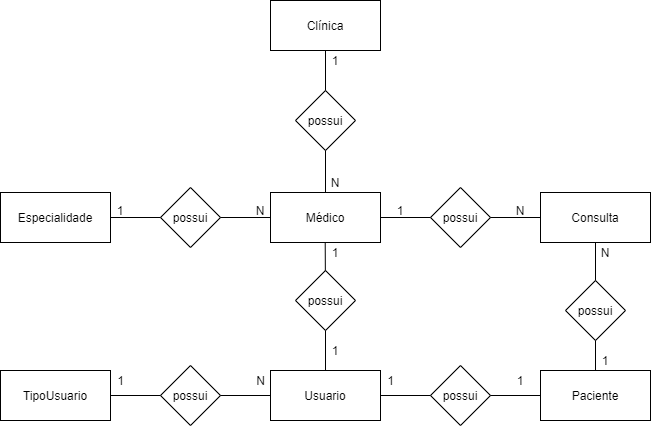 Clínica
1
possui
N
Especialidade
1
possui
N
Médico
1
possui
N
Consulta
1
possui
1
N
possui
1
TipoUsuario
1
possui
N
Usuario
1
possui
1
Paciente